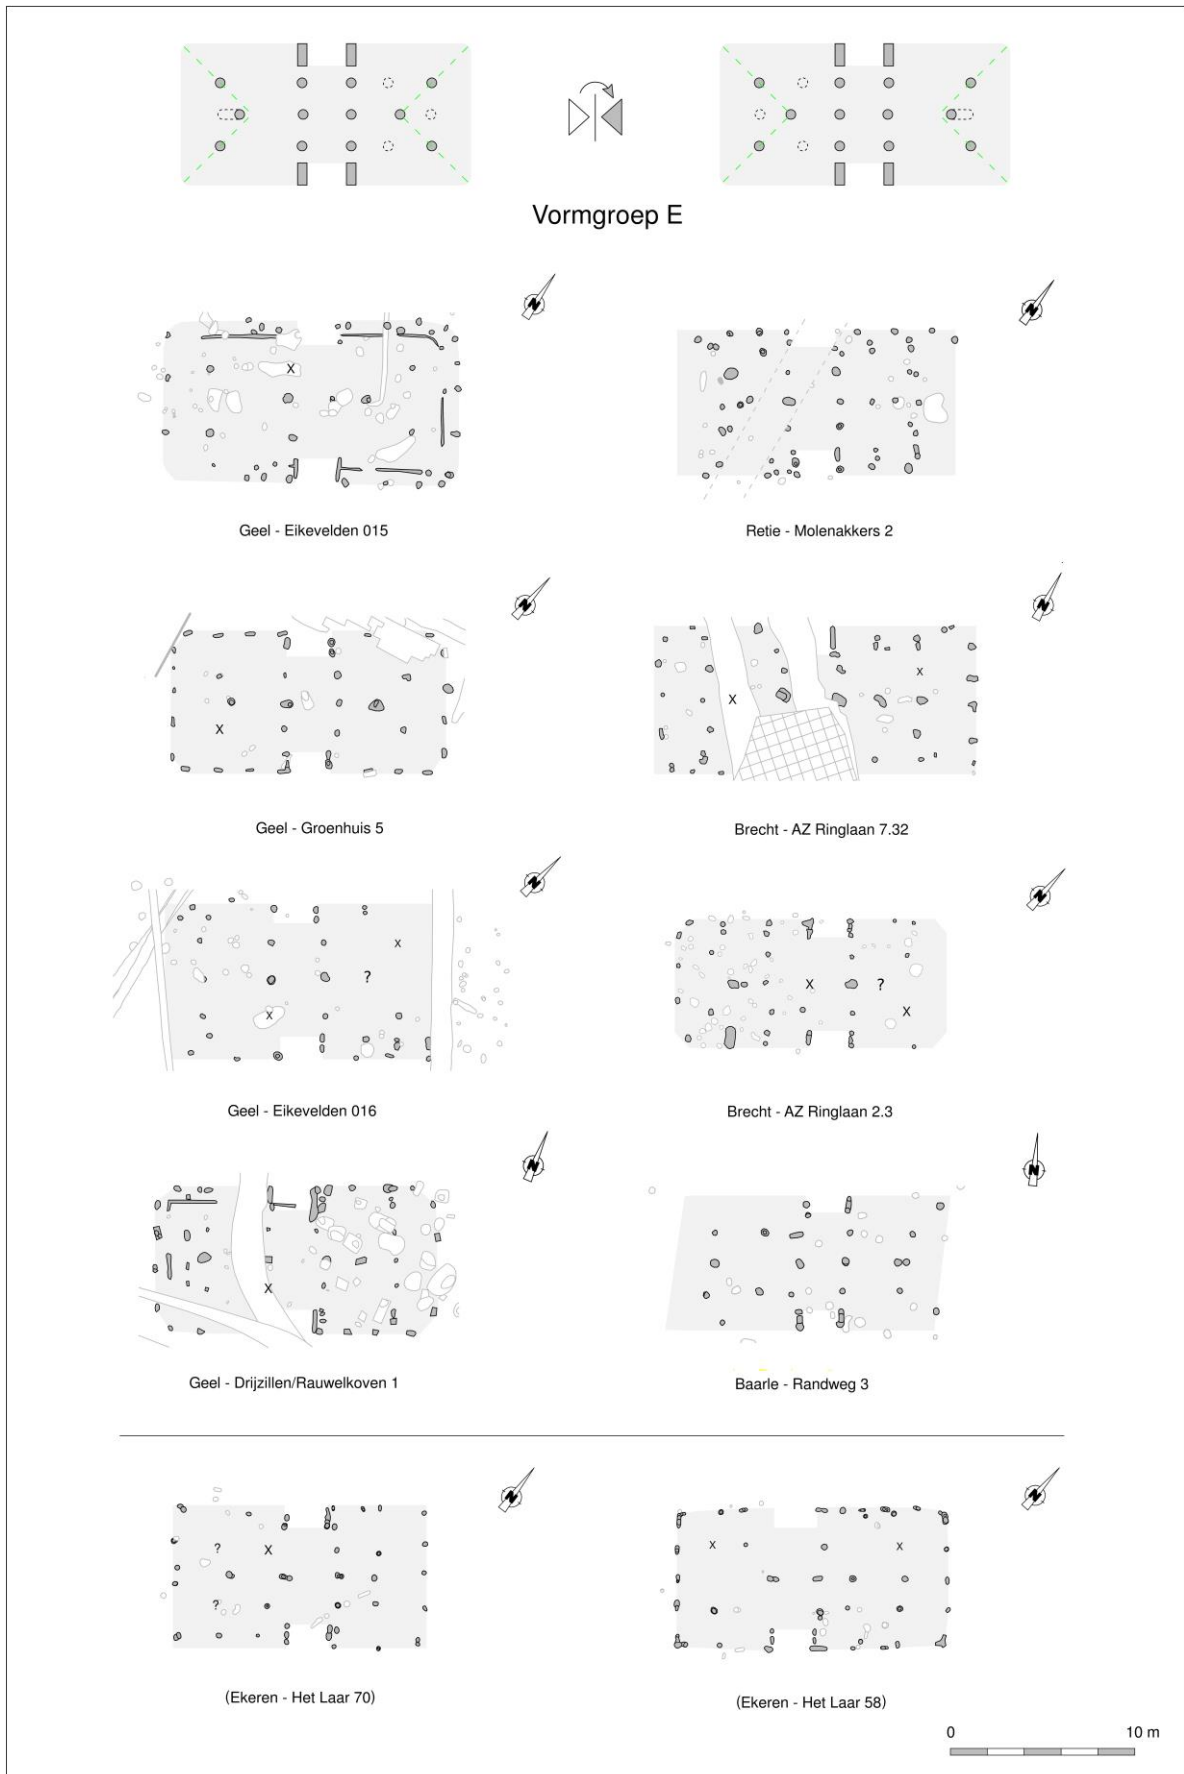 Vormgroep E
N
N
X
Geel - Eikevelden 015
Retie - Molenakkers 2
N
N
X
X
X
Geel - Groenhuis 5
Brecht - AZ Ringlaan 7.32
N
N
X
?
X
X
?
X
Geel - Eikevelden 016
Brecht - AZ Ringlaan 2.3
N
N
X
Geel - Drijzillen/Rauwelkoven 1
Baarle - Randweg 3
N
N
?
X
?
X
X
(Ekeren - Het Laar 70)
(Ekeren - Het Laar 58)
0 10 m